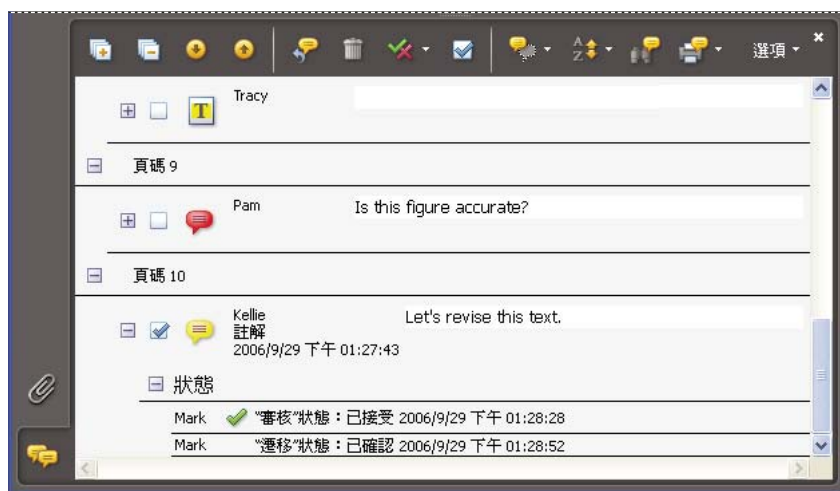 選項
Tracy
頁碼 9
Pam Is this figure accurate?
頁碼 10
Kellie Let's revise this text.
註解
2006/9/29 下午 01:27:43
狀態
Mark "審核"狀態：已接受 2006/9/29 下午 01:28:28
Mark "遷移"狀態：已確認 2006/9/29 下午 01:28:52